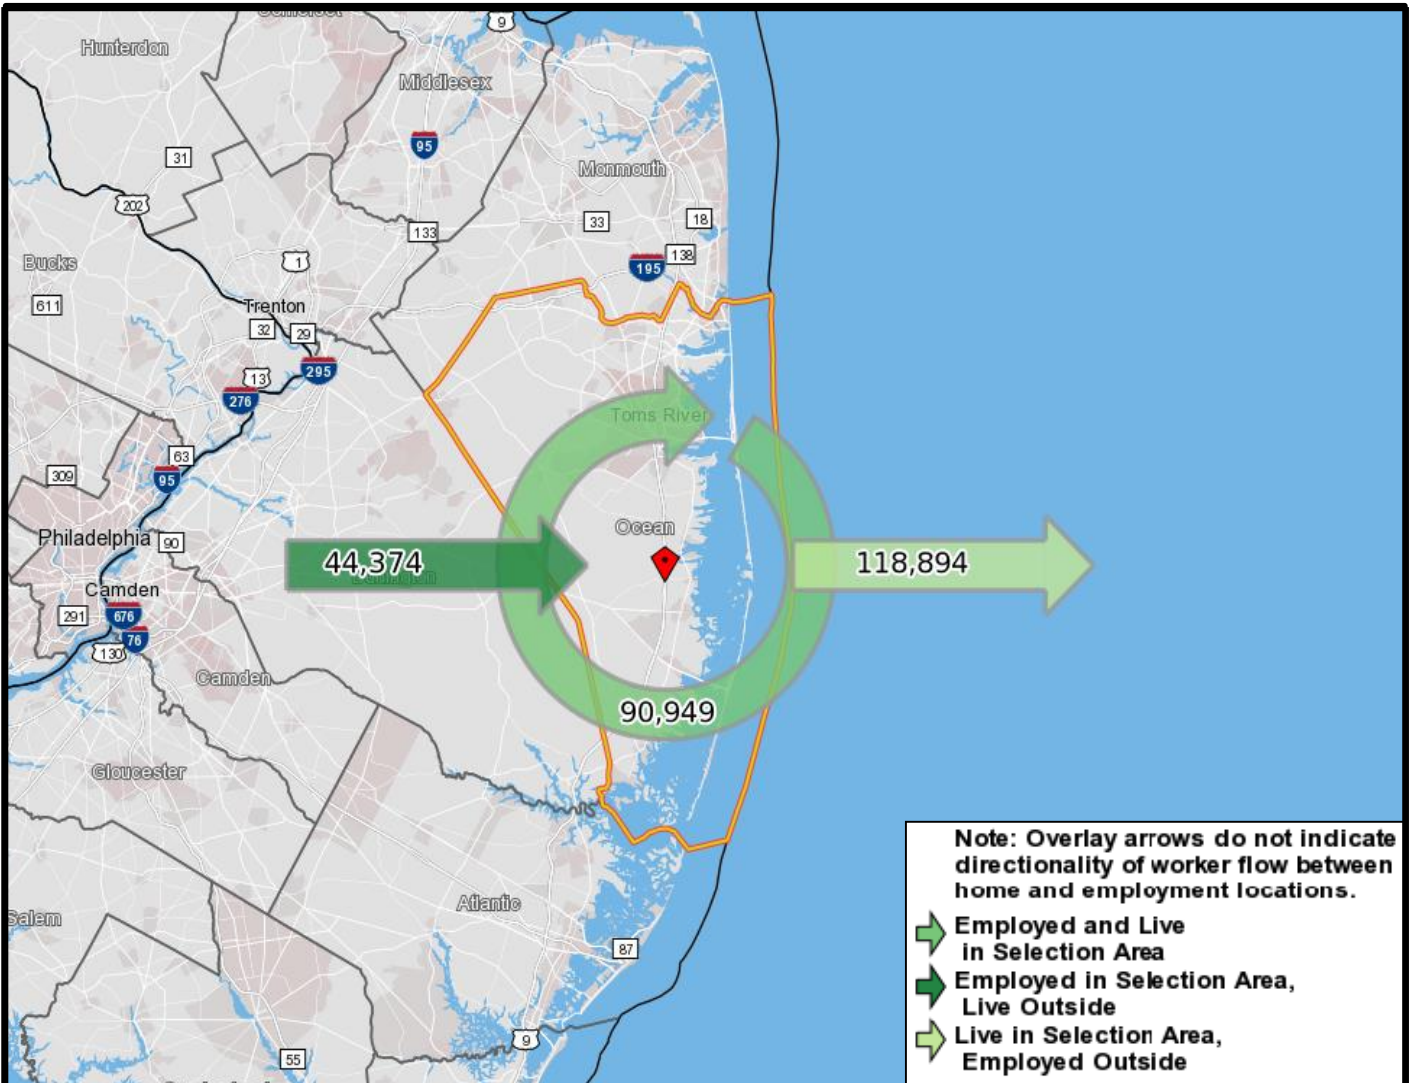 Somerset
9
Hunterdon
Middlesex
95
31
Monmouth
202
33
18
133
138
Bucks
1
195
611
Trenton
32
29
13
295
276
Toms River
63
309
95
Ocean
Philadelphia
90
44,374
118,894
Camden
291
676
76
130
Camden
90,949
Gloucester
Atlantic
Salem
87
9
55
Note: Overlay arrows do not indicate
directionality of worker flow between
home and employment locations.
Employed and Live
in Selection Area
Employed in Selection Area,
Live Outside
Live in Selection Area,
Employed Outside